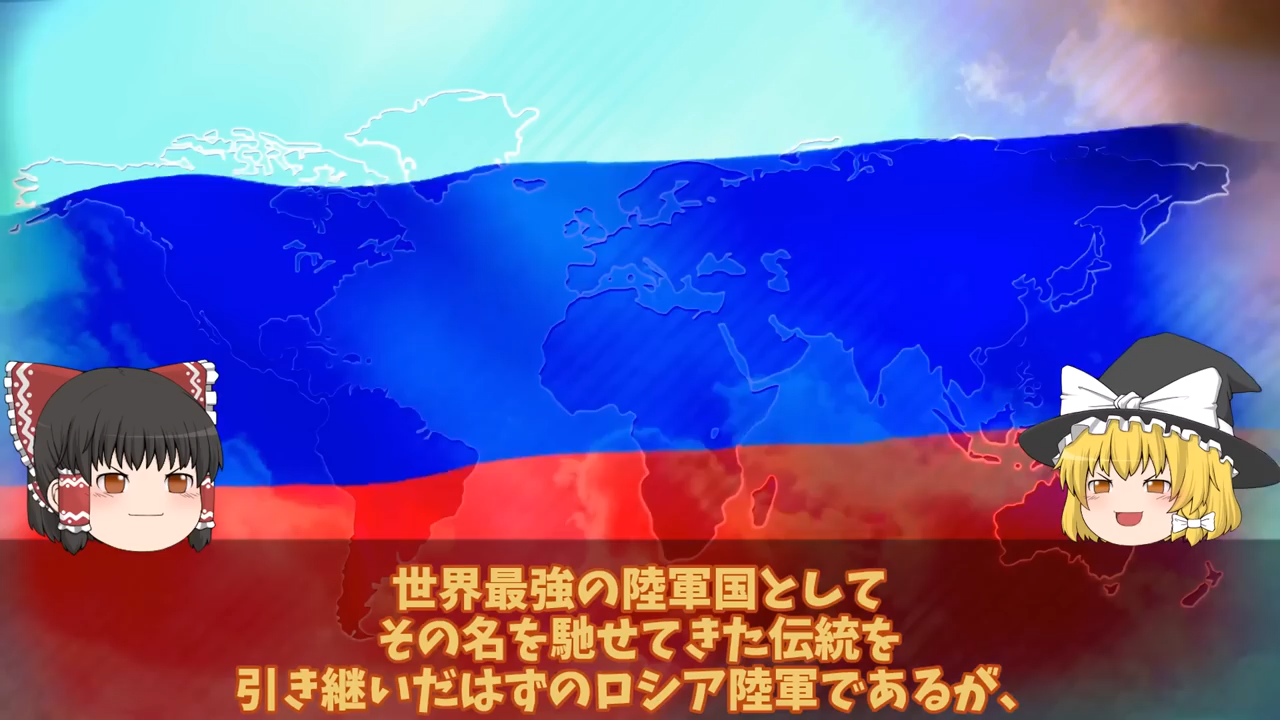 世界最強の陸軍国として
その名を馳せてきた伝統を
引き継いだはずのロシア陸軍であるが、